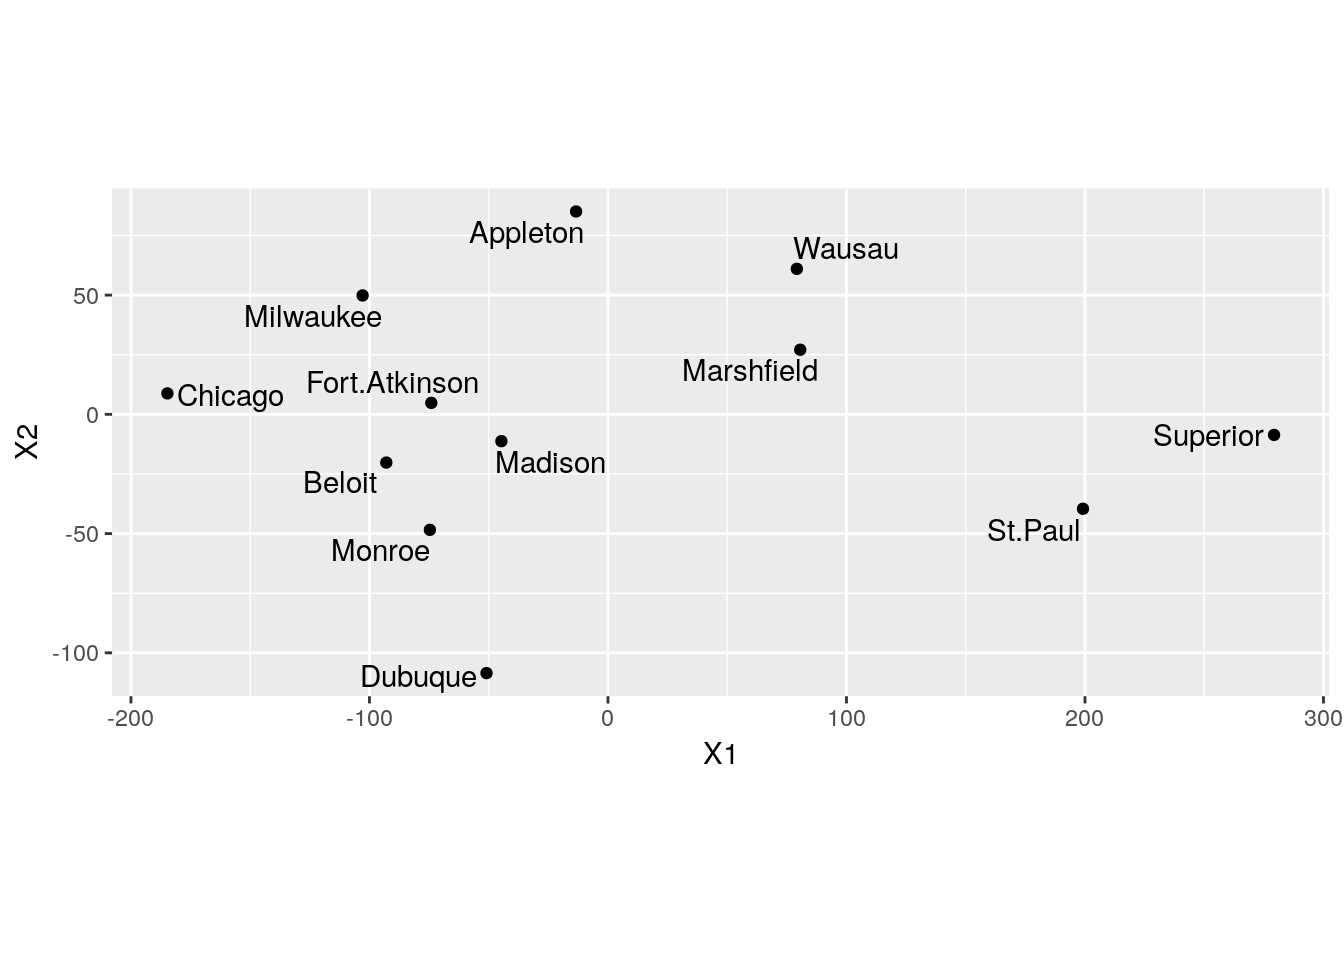 Appleton
Wausau
Milwaukee
Marshfield
Fort.Atkinson
Chicago
Superior
Madison
Beloit
St.Paul
Monroe
Dubuque
50
0
-50
-100
X2
-200
-100
0
100
200
300
X1